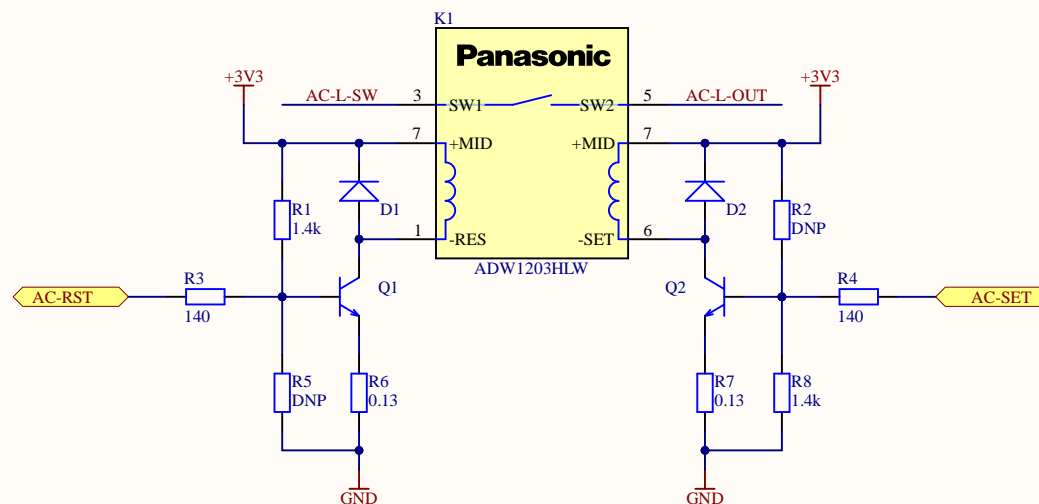 K1
Panasonic
+3V3
+3V3
AC-L-SW
3
SW1
SW2
5
AC-L-OUT
7
+MID
+MID
7
R1
1.4k
D1
D2
R2
DNP
1
-RES
-SET
6
ADW1203HLW
AC-RST
R3
140
Q1
Q2
R4
140
AC-SET
R5
DNP
R6
0.13
R7
0.13
R8
1.4k
GND
GND